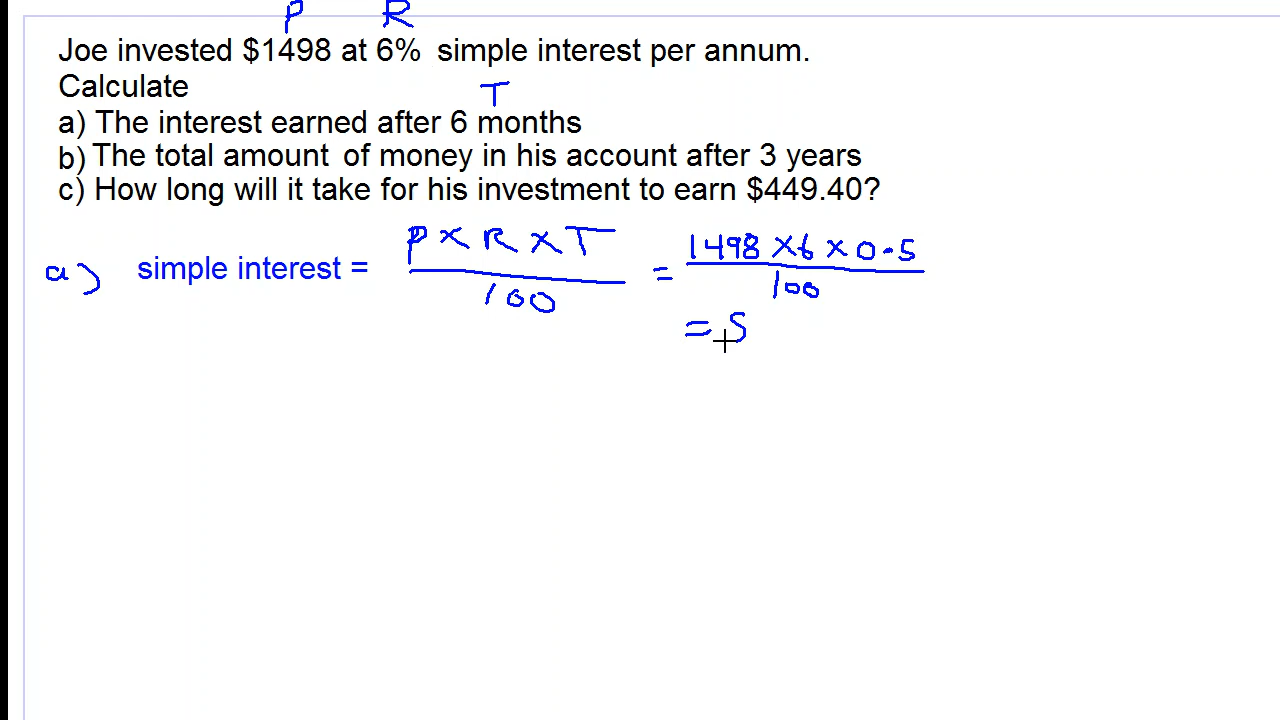 P R
Joe invested $1498 at 6% simple interest per annum.
Calculate
T
a) The interest earned after 6 months
b) The total amount of money in his account after 3 years
c) How long will it take for his investment to earn $449.40?
a) simple interest = P × R × T / 100 = 1498 × 6 × 0.5 / 100
= S